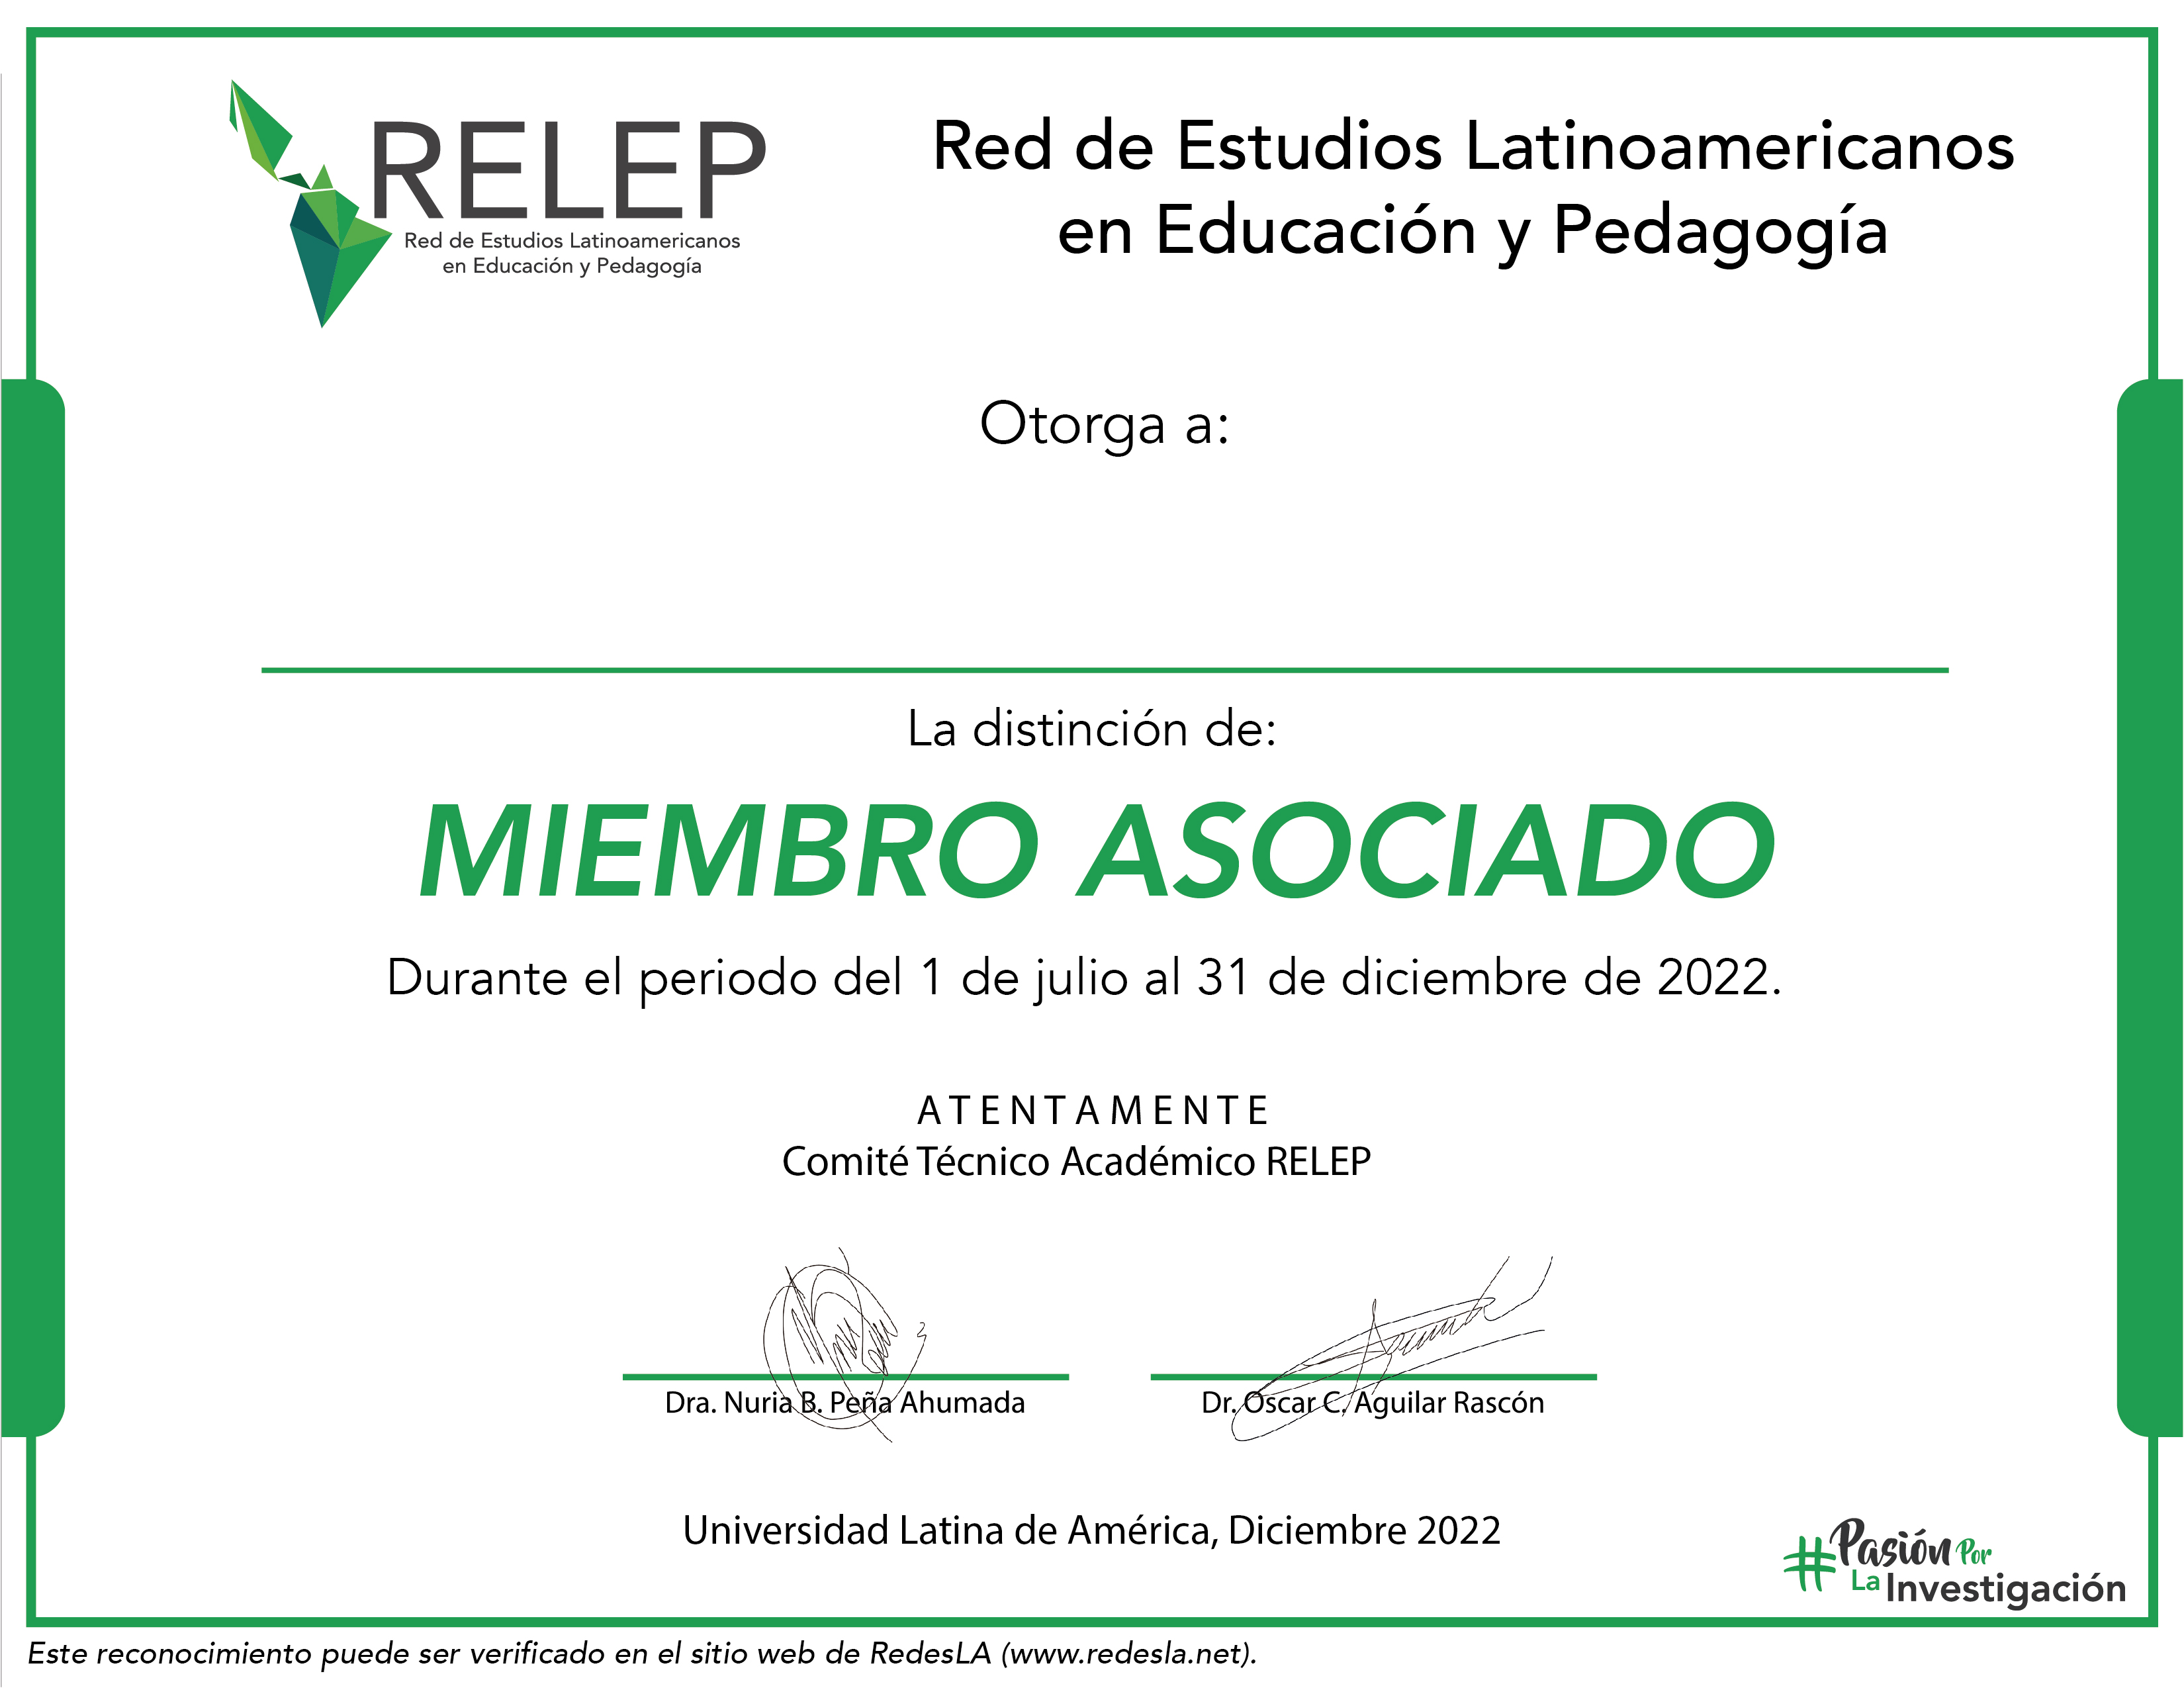 RELEP
Red de Estudios Latinoamericanos
en Educación y Pedagogía
Red de Estudios Latinoamericanos
en Educación y Pedagogía
Otorga a:
La distinción de:
MIEMBRO ASOCIADO
Durante el periodo del 1 de julio al 31 de diciembre de 2022.
ATENTAMENTE
Comité Técnico Académico RELEP
Dra. Nuria B. Peña Ahumada
Dr. Oscar C. Aguilar Rascón
Universidad Latina de América, Diciembre 2022
#Pasión Por
La Investigación
Este reconocimiento puede ser verificado en el sitio web de RedesLA (www.redesla.net).